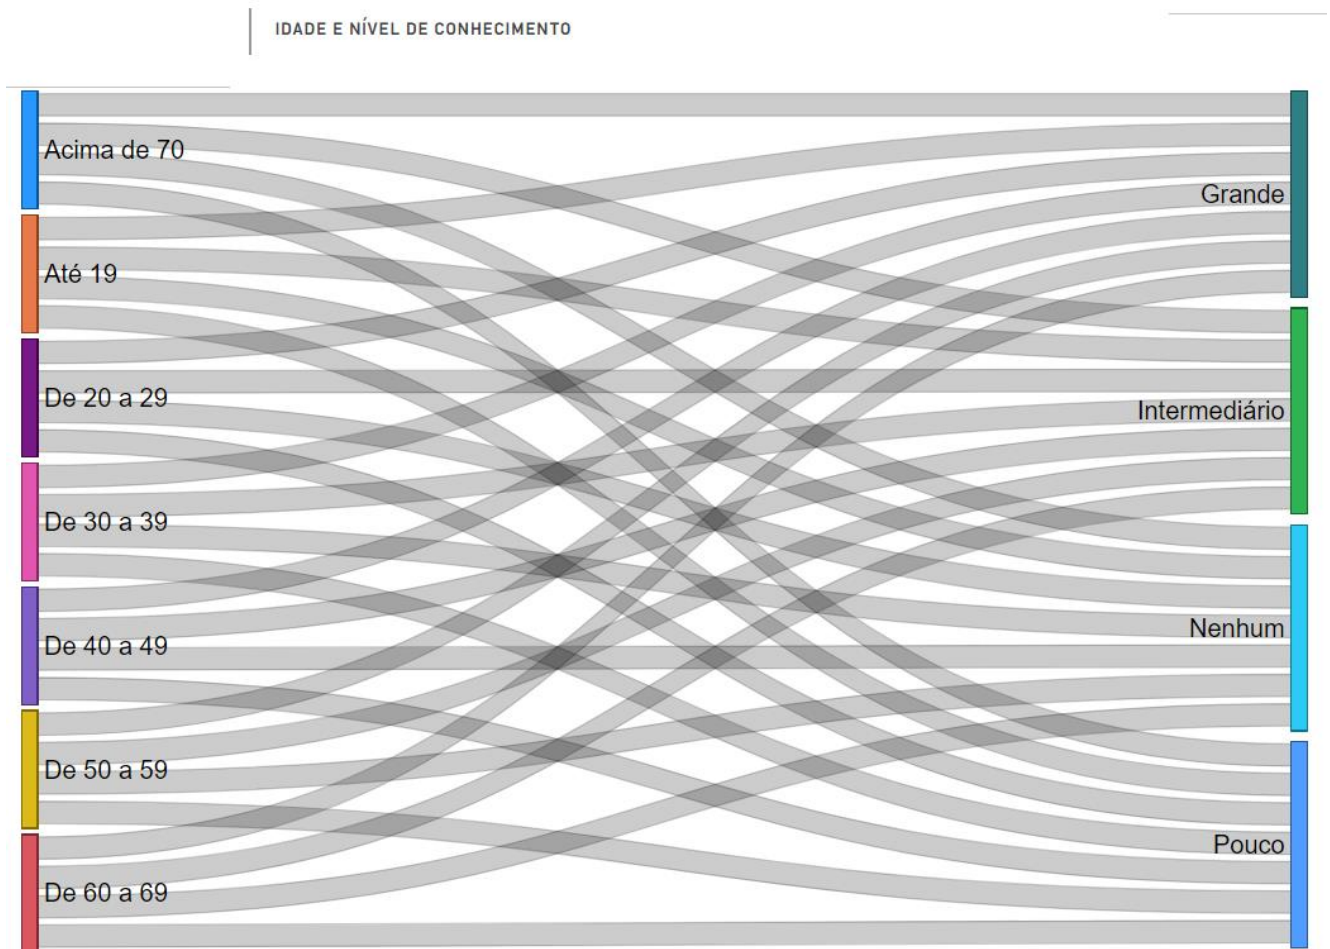 IDADE E NÍVEL DE CONHECIMENTO
Acima de 70
Até 19
De 20 a 29
De 30 a 39
De 40 a 49
De 50 a 59
De 60 a 69
Grande
Intermediário
Nenhum
Pouco